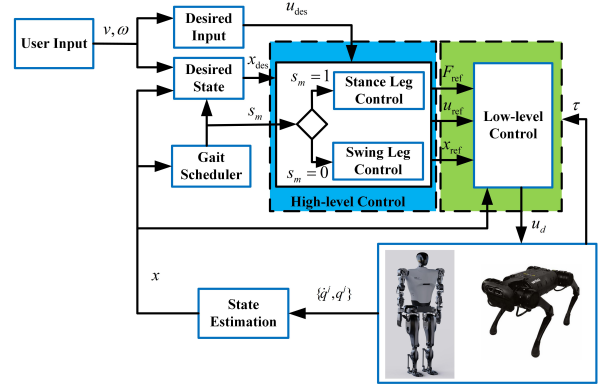 u_des
User Input
v, ω
Desired Input
Desired State
x_des
s_m = 1
Stance Leg Control
F_ref
u_ref
x_ref
Low-level Control
τ
s_m
Gait Scheduler
s_m = 0
Swing Leg Control
High-level Control
u_d
x
State Estimation
{q̇^j, q^j}